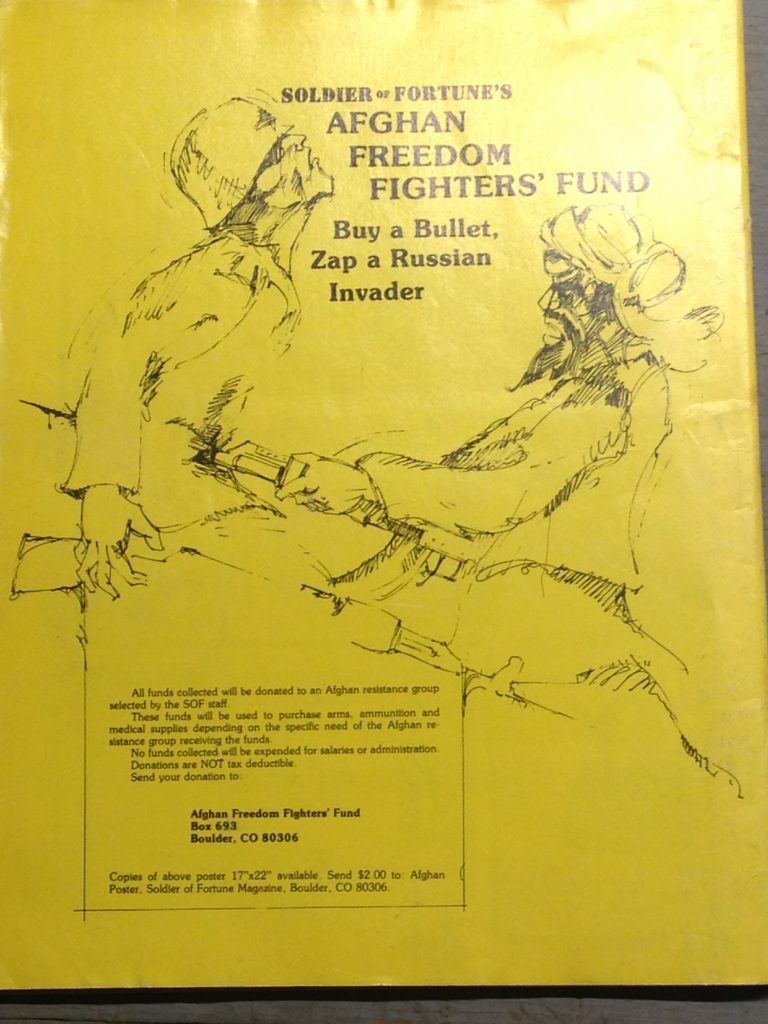 SOLDIER OF FORTUNE'S
AFGHAN
FREEDOM
FIGHTERS' FUND
Buy a Bullet,
Zap a Russian
Invader
All funds collected will be donated to an Afghan resistance group
selected by the SOF staff.
These funds will be used to purchase arms, ammunition and
medical supplies depending on the specific need of the Afghan re-
sistance group receiving the funds.
No funds collected will be expended for salaries or administration.
Donations are NOT tax deductible.
Send your donation to:
Afghan Freedom Fighters' Fund
Box 693
Boulder, CO 80306
Copies of above poster 17"x22" available. Send $2.00 to: Afghan
Poster, Soldier of Fortune Magazine, Boulder, CO 80306.